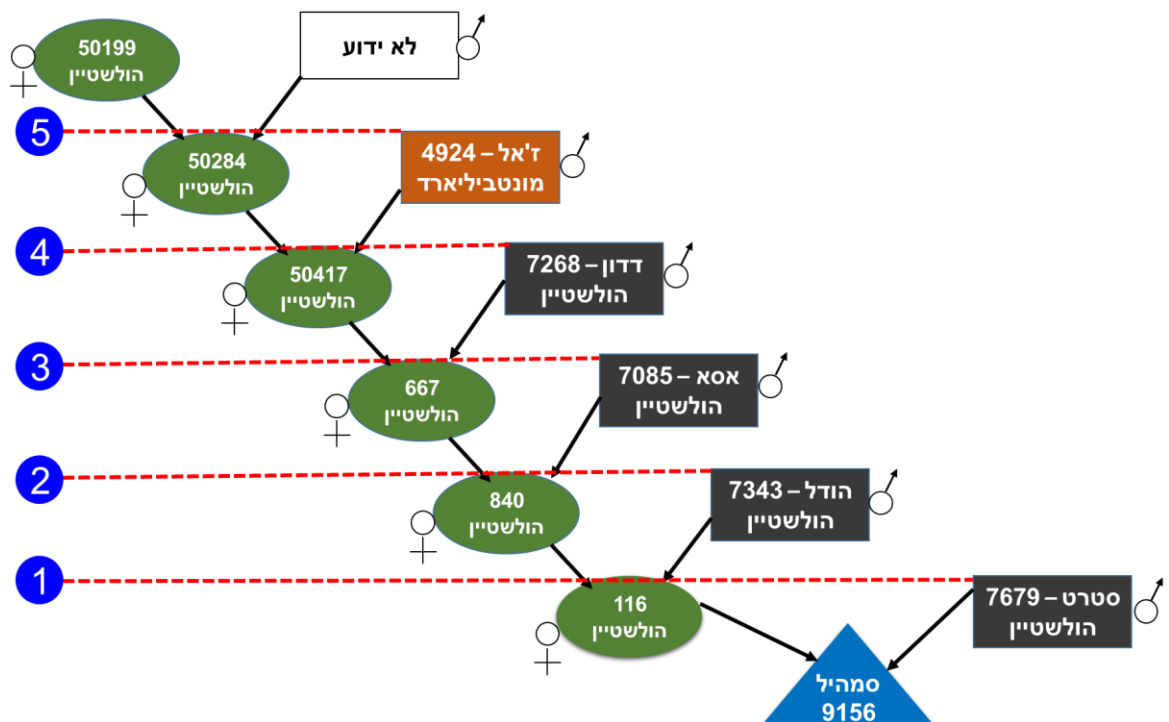 50199
הולשטיין
לא ידוע
5
50284
הולשטיין
ז'אל – 4924
מונטביליארד
4
50417
הולשטיין
דדון – 7268
הולשטיין
3
667
הולשטיין
אסא – 7085
הולשטיין
2
840
הולשטיין
הודל – 7343
הולשטיין
1
116
הולשטיין
סטרט – 7679
הולשטיין
סמהיל
9156